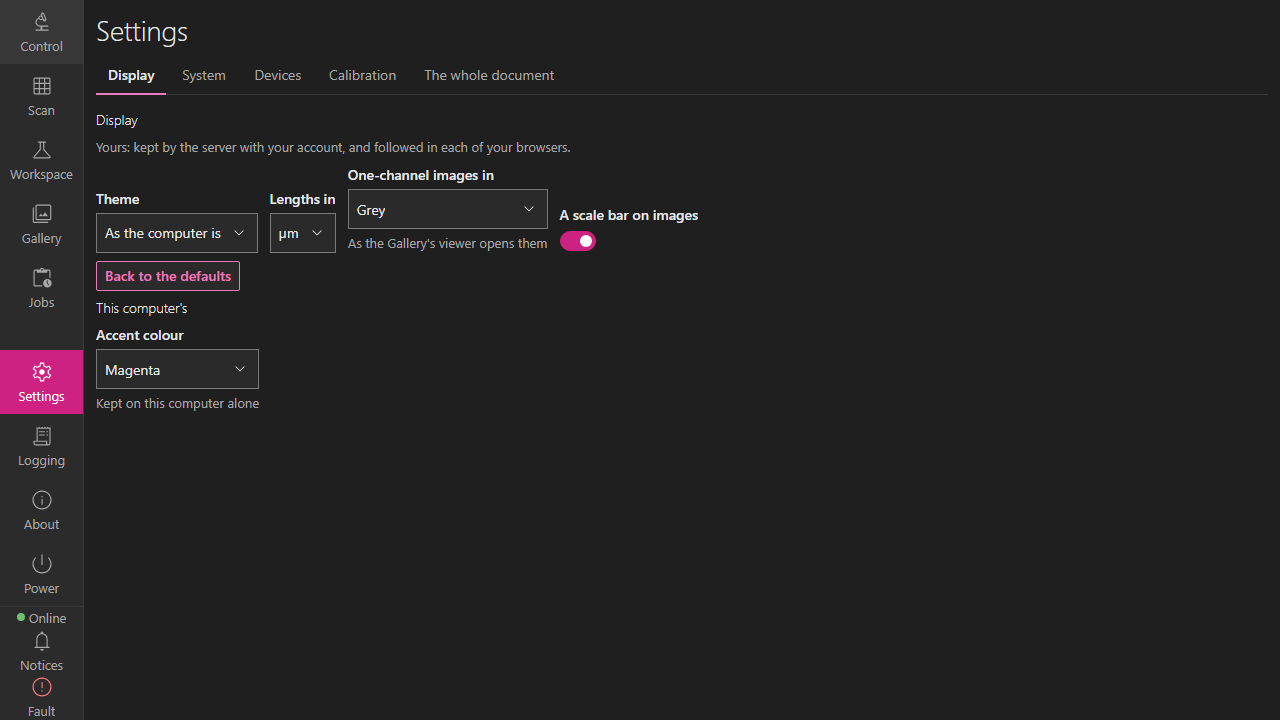 Settings
Display
System
Devices
Calibration
The whole document
Display
Yours: kept by the server with your account, and followed in each of your browsers.
Theme
As the computer is
Lengths in
µm
One-channel images in
Grey
As the Gallery's viewer opens them
A scale bar on images
Back to the defaults
This computer's
Accent colour
Magenta
Kept on this computer alone
Control
Scan
Workspace
Gallery
Jobs
Settings
Logging
About
Power
Online
Notices
Fault